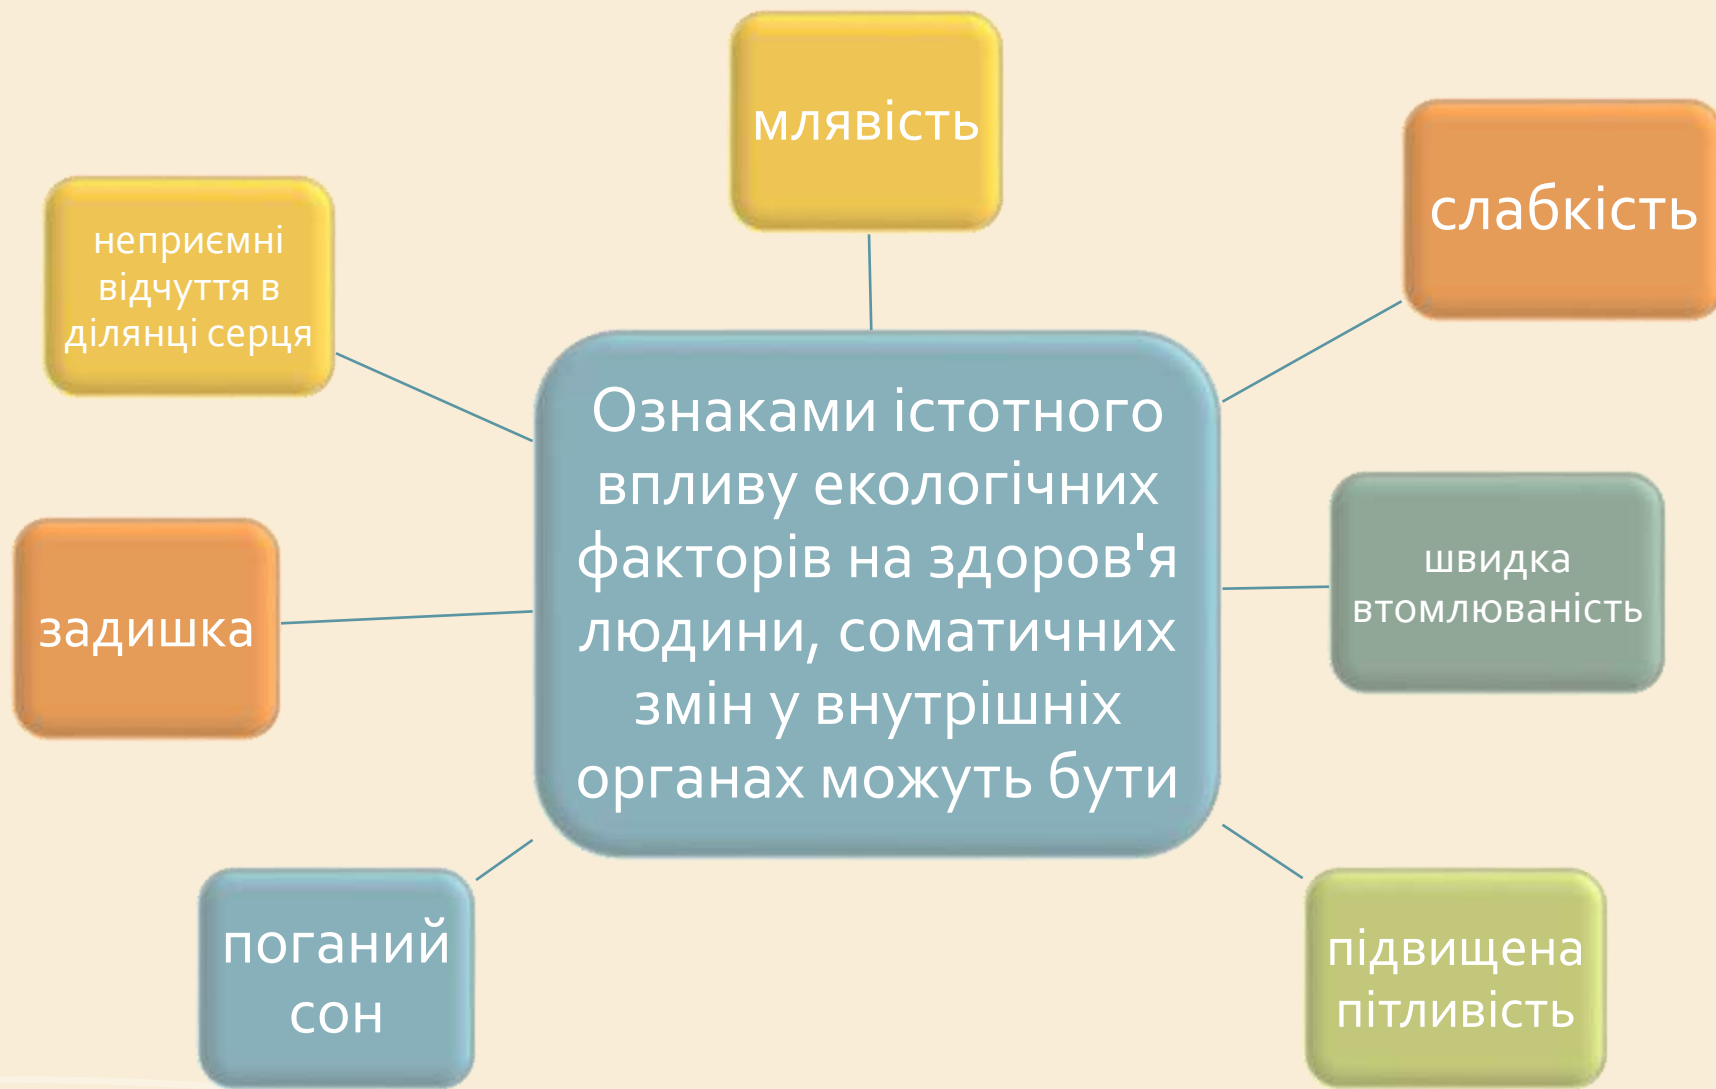 млявість
слабкість
неприємні
відчуття в
ділянці серця
Ознаками істотного
впливу екологічних
факторів на здоров'я
людини, соматичних
змін у внутрішніх
органах можуть бути
швидка
втомлюваність
задишка
поганий
сон
підвищена
пітливість